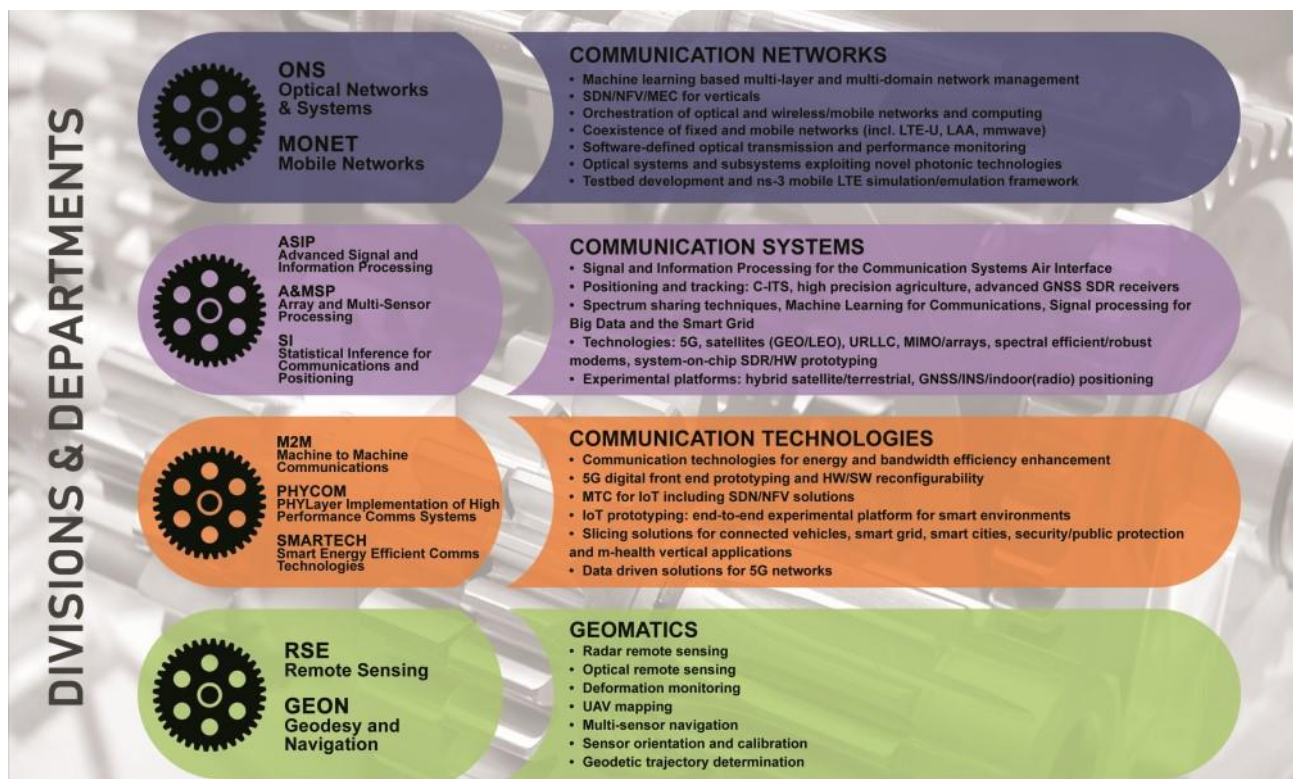 DIVISIONS & DEPARTMENTS
ONS
Optical Networks
& Systems
MONET
Mobile Networks
COMMUNICATION NETWORKS
• Machine learning based multi-layer and multi-domain network management
• SDN/NFV/MEC for verticals
• Orchestration of optical and wireless/mobile networks and computing
• Coexistence of fixed and mobile networks (incl. LTE-U, LAA, mmwave)
• Software-defined optical transmission and performance monitoring
• Optical systems and subsystems exploiting novel photonic technologies
• Testbed development and ns-3 mobile LTE simulation/emulation framework
ASIP
Advanced Signal and
Information Processing
A&MSP
Array and Multi-Sensor
Processing
SI
Statistical Inference for
Communications and
Positioning
COMMUNICATION SYSTEMS
• Signal and Information Processing for the Communication Systems Air Interface
• Positioning and tracking: C-ITS, high precision agriculture, advanced GNSS SDR receivers
• Spectrum sharing techniques, Machine Learning for Communications, Signal processing for
Big Data and the Smart Grid
• Technologies: 5G, satellites (GEO/LEO), URLLC, MIMO/arrays, spectral efficient/robust
modems, system-on-chip SDR/HW prototyping
• Experimental platforms: hybrid satellite/terrestrial, GNSS/INS/indoor(radio) positioning
M2M
Machine to Machine
Communications
PHYCOM
PHYLayer Implementation of High
Performance Comms Systems
SMARTECH
Smart Energy Efficient Comms
Technologies
COMMUNICATION TECHNOLOGIES
• Communication technologies for energy and bandwidth efficiency enhancement
• 5G digital front end prototyping and HW/SW reconfigurability
• MTC for IoT including SDN/NFV solutions
• IoT prototyping: end-to-end experimental platform for smart environments
• Slicing solutions for connected vehicles, smart grid, smart cities, security/public protection
and m-health vertical applications
• Data driven solutions for 5G networks
RSE
Remote Sensing
GEON
Geodesy and
Navigation
GEOMATICS
• Radar remote sensing
• Optical remote sensing
• Deformation monitoring
• UAV mapping
• Multi-sensor navigation
• Sensor orientation and calibration
• Geodetic trajectory determination